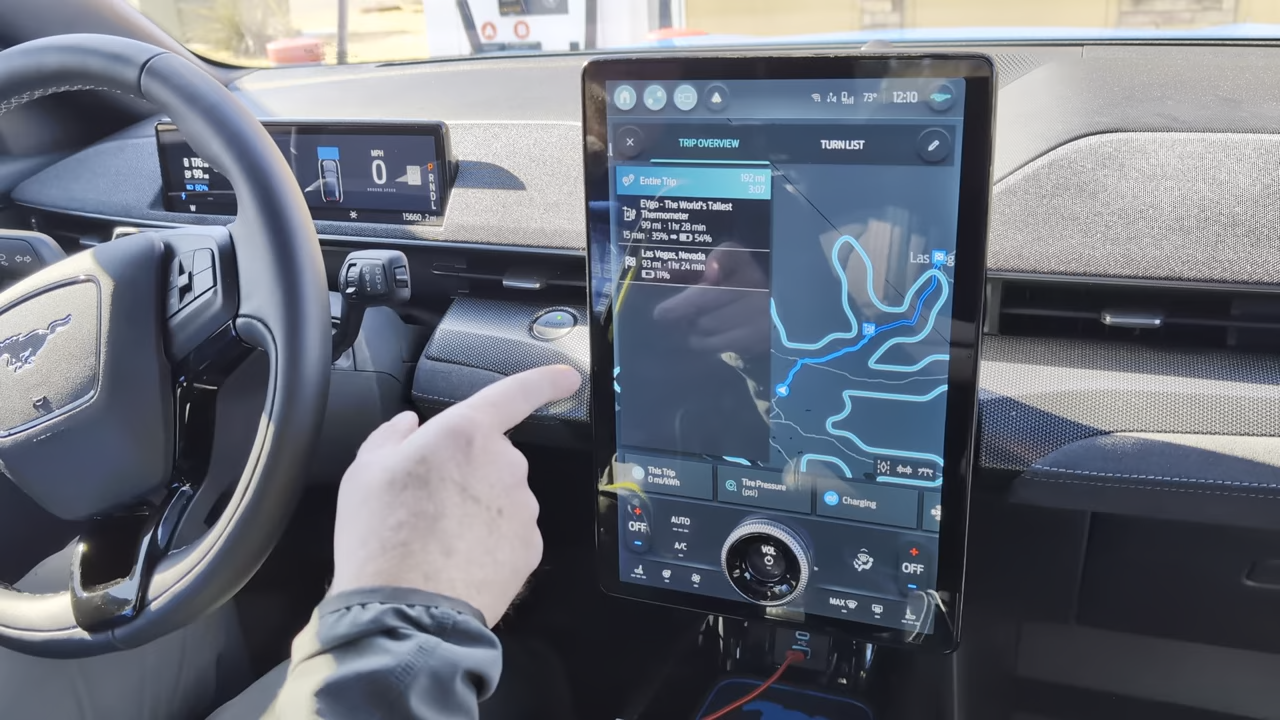 A
B
176
99
80%
W
MPH
0
P
R
N
D
L
15660.2 mi
73°
12:10
TRIP OVERVIEW
TURN LIST
Entire Trip
192 mi
3:07
EVgo - The World's Tallest
Thermometer
99 mi · 1 hr 28 min
15 min · 35% 54%
Las Vegas, Nevada
93 mi · 1 hr 24 min
11%
Las
This Trip
0 mi/kWh
Tire Pressure
(psi)
Charging
+
OFF
-
AUTO
A/C
VOL
+
OFF
-
MAX